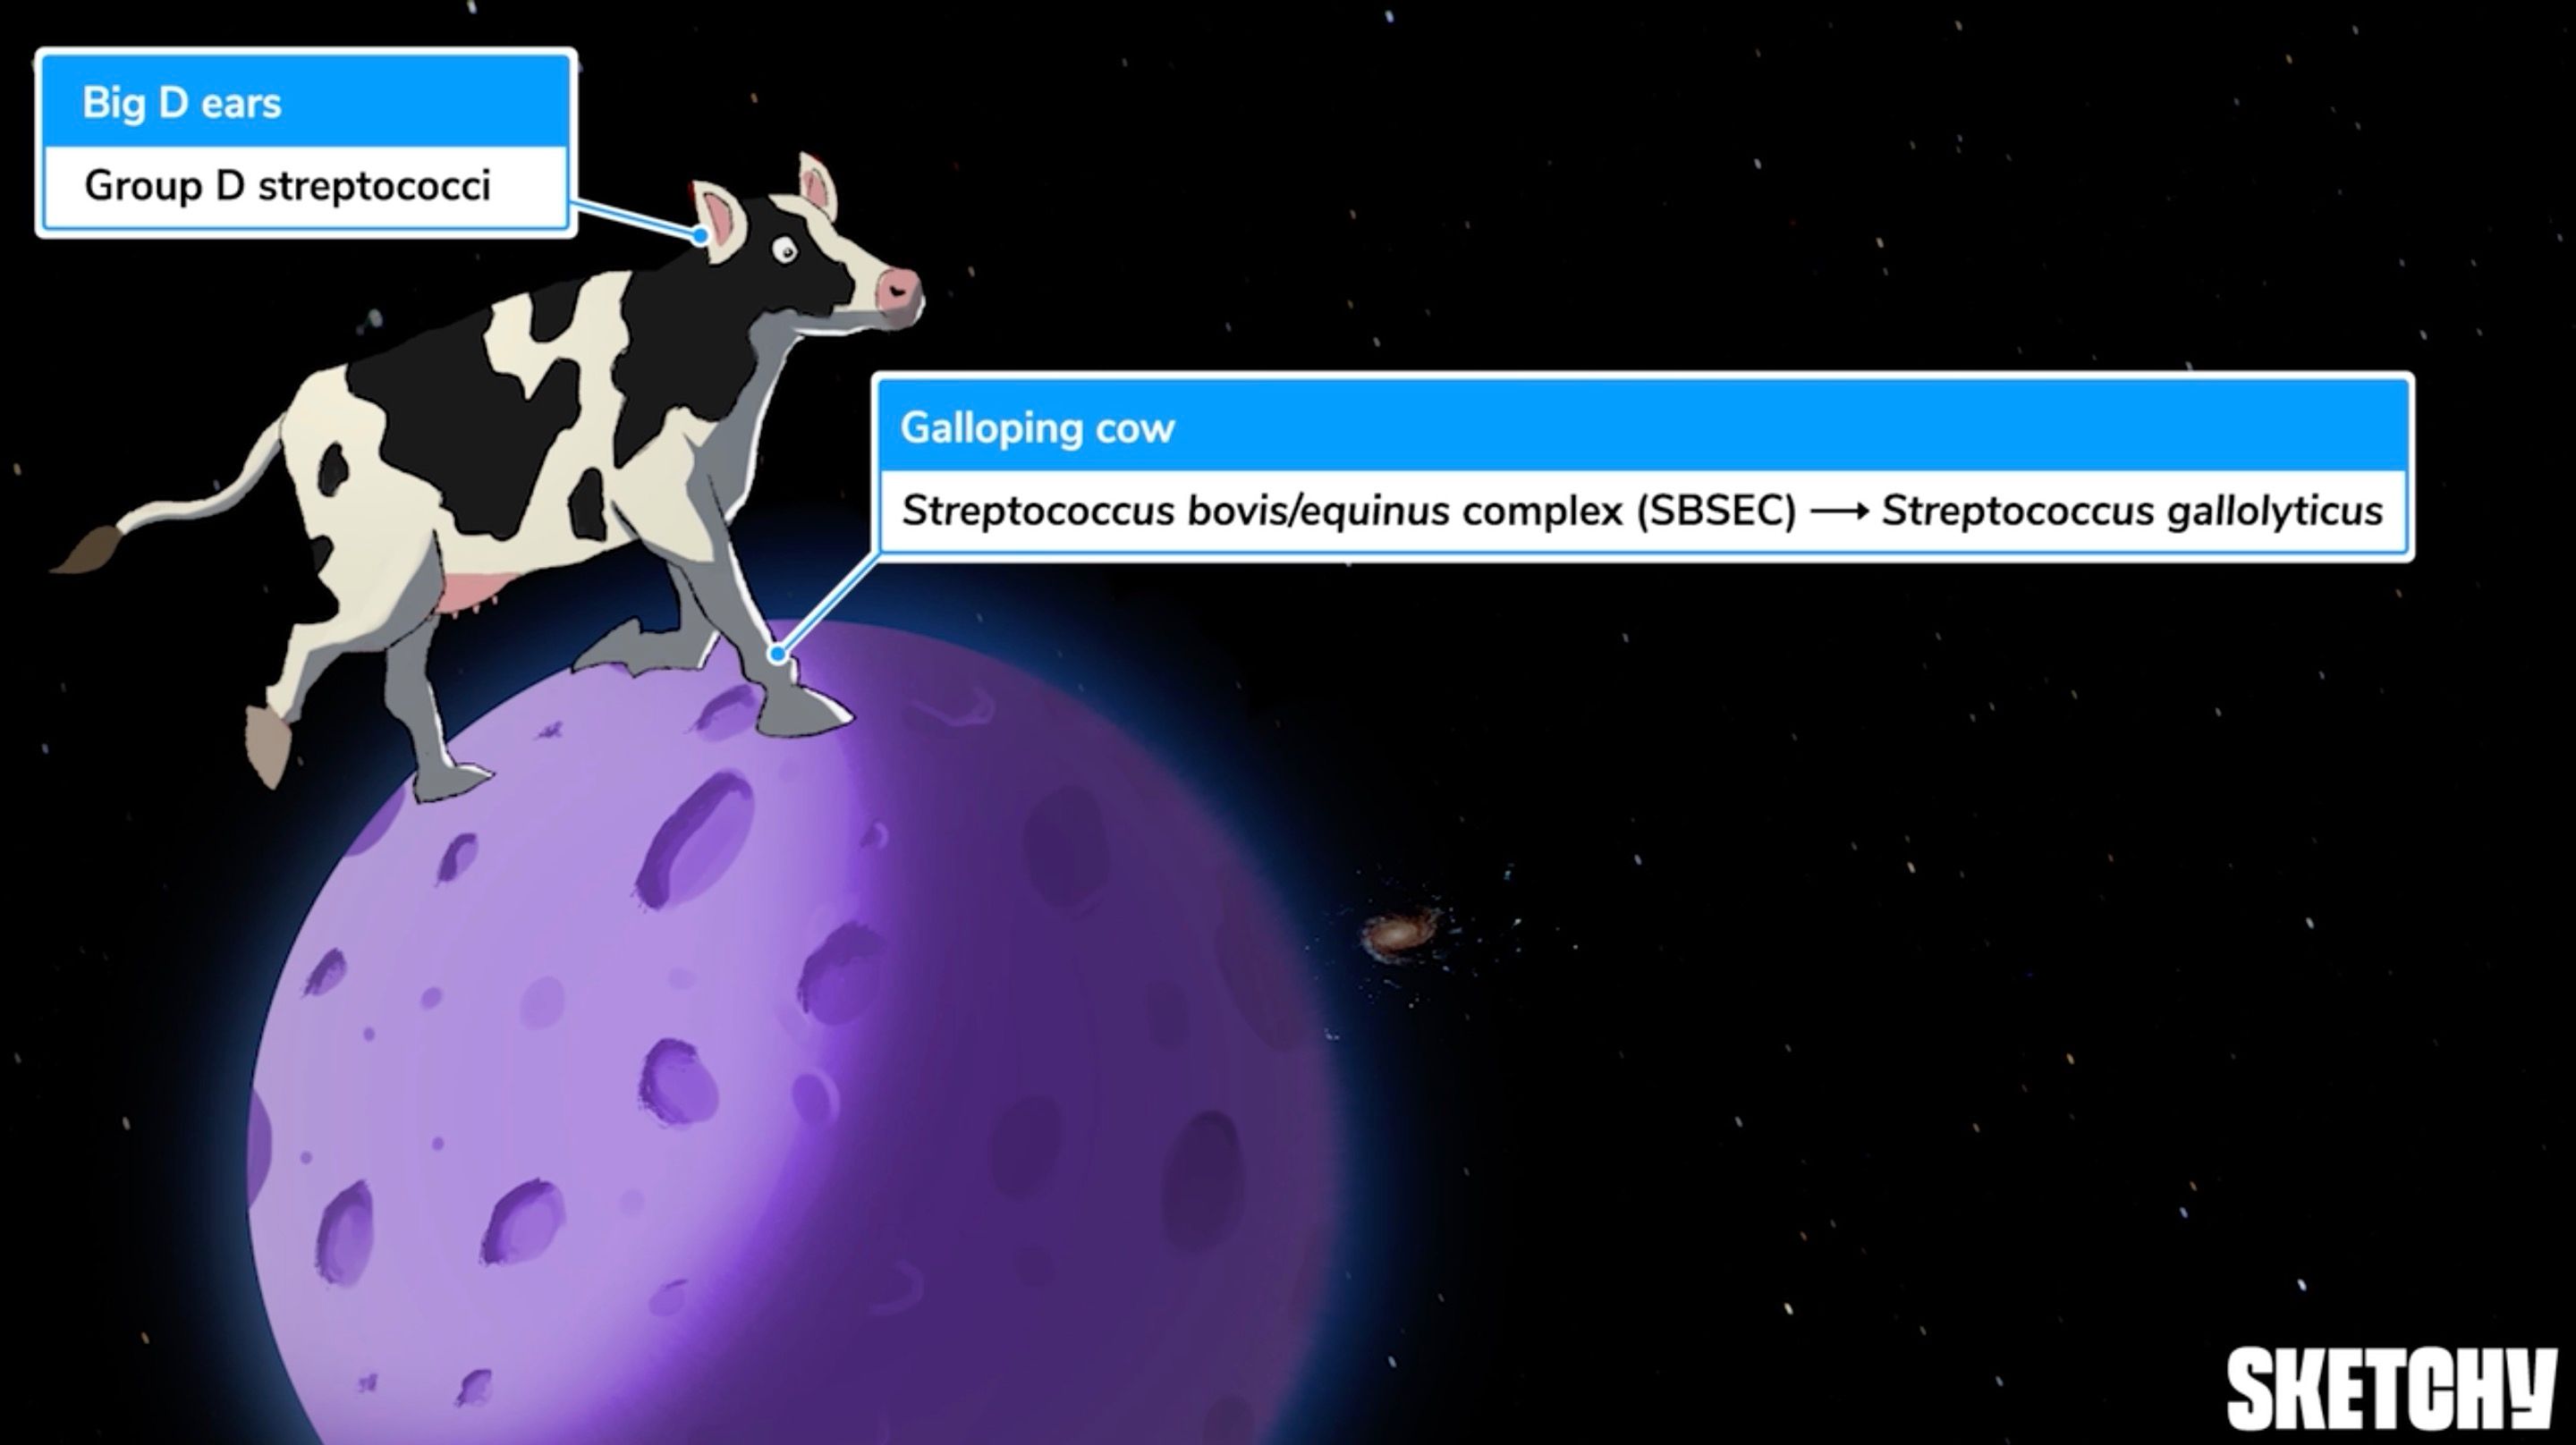 Big D ears
Group D streptococci
Galloping cow
Streptococcus bovis/equinus complex (SBSEC) → Streptococcus gallolyticus
SKETCHY